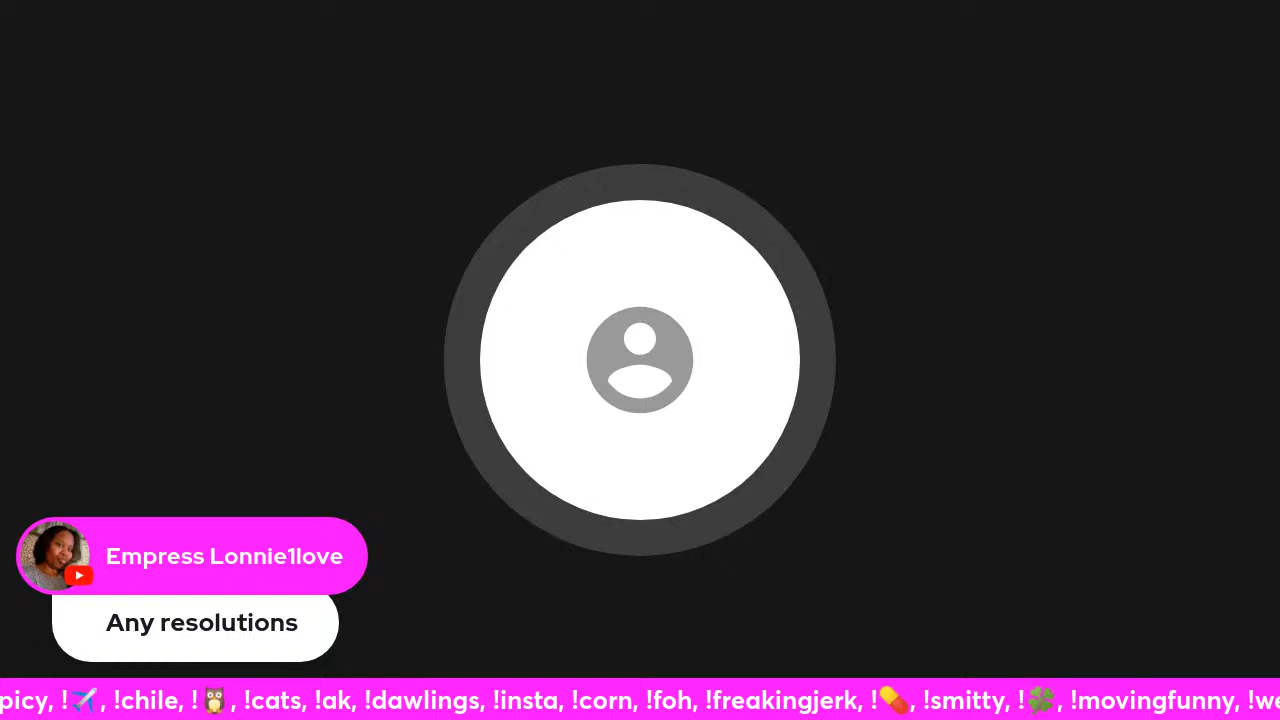 Empress Lonnie1love
Any resolutions
picy, !✈️, !chile, !🦉, !cats, !ak, !dawlings, !insta, !corn, !foh, !freakingjerk, !💊, !smitty, !🍀, !movingfunny, !we